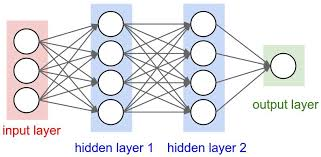 input layer
hidden layer 1
hidden layer 2
output layer